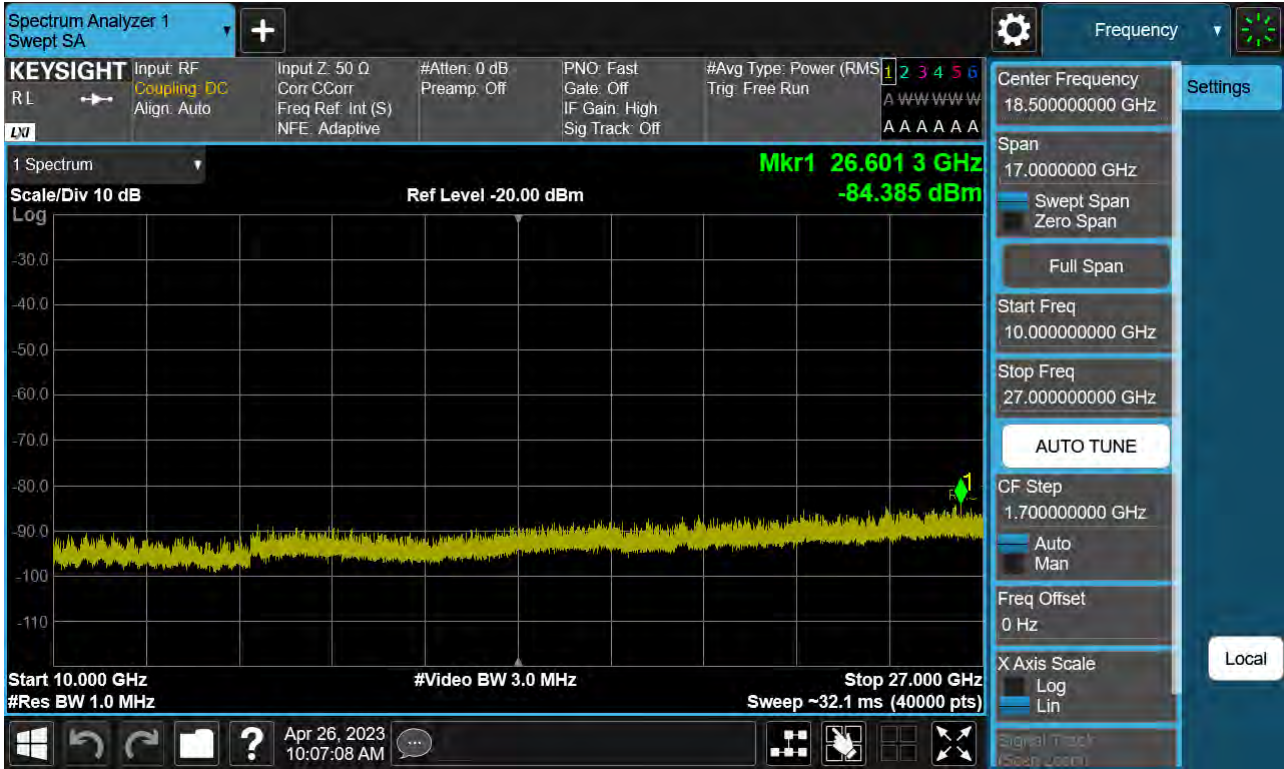 Spectrum Analyzer 1
Swept SA
+
Frequency
KEYSIGHT
R L
LXI
Input: RF
Coupling: DC
Align: Auto
Input Z: 50 Ω
Corr CCorr
Freq Ref: Int (S)
NFE: Adaptive
#Atten: 0 dB
Preamp: Off
PNO: Fast
Gate: Off
IF Gain: High
Sig Track: Off
#Avg Type: Power (RMS
Trig: Free Run
1 2 3 4 5 6
A W W W W W
A A A A A A
1 Spectrum
Scale/Div 10 dB
Log
Ref Level -20.00 dBm
Mkr1 26.601 3 GHz
-84.385 dBm
-30.0
-40.0
-50.0
-60.0
-70.0
-80.0
-90.0
-100
-110
1
Start 10.000 GHz
#Res BW 1.0 MHz
#Video BW 3.0 MHz
Stop 27.000 GHz
Sweep ~32.1 ms (40000 pts)
?
Apr 26, 2023
10:07:08 AM
Center Frequency
18.500000000 GHz
Span
17.0000000 GHz
Swept Span
Zero Span
Full Span
Start Freq
10.000000000 GHz
Stop Freq
27.000000000 GHz
AUTO TUNE
CF Step
1.700000000 GHz
Auto
Man
Freq Offset
0 Hz
X Axis Scale
Log
Lin
Signal Track
(Span Zoom)
Settings
Local